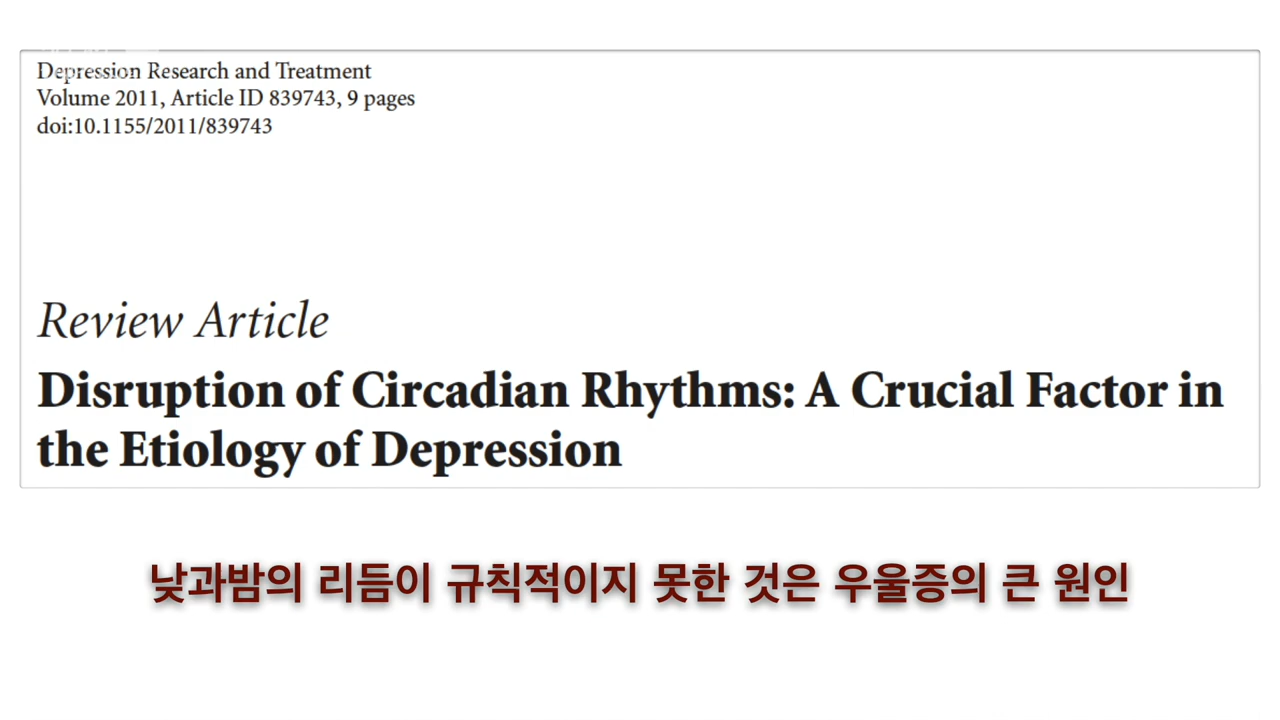 Depression Research and Treatment
Volume 2011, Article ID 839743, 9 pages
doi:10.1155/2011/839743
Review Article
Disruption of Circadian Rhythms: A Crucial Factor in
the Etiology of Depression
낮과밤의 리듬이 규칙적이지 못한 것은 우울증의 큰 원인